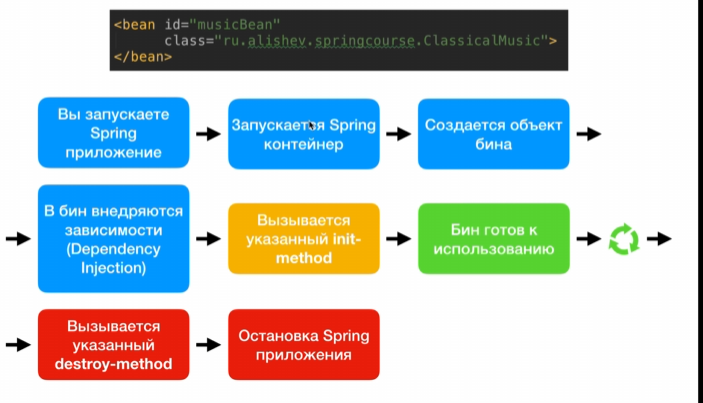 <bean id="musicBean"
class="ru.alishev.springcourse.ClassicalMusic">
</bean>
Вы запускаете
Spring
приложение
Запускается Spring
контейнер
Создается объект
бина
В бин внедряются
зависимости
(Dependency
Injection)
Вызывается
указанный init-
method
Бин готов к
использованию
Вызывается
указанный
destroy-method
Остановка Spring
приложения